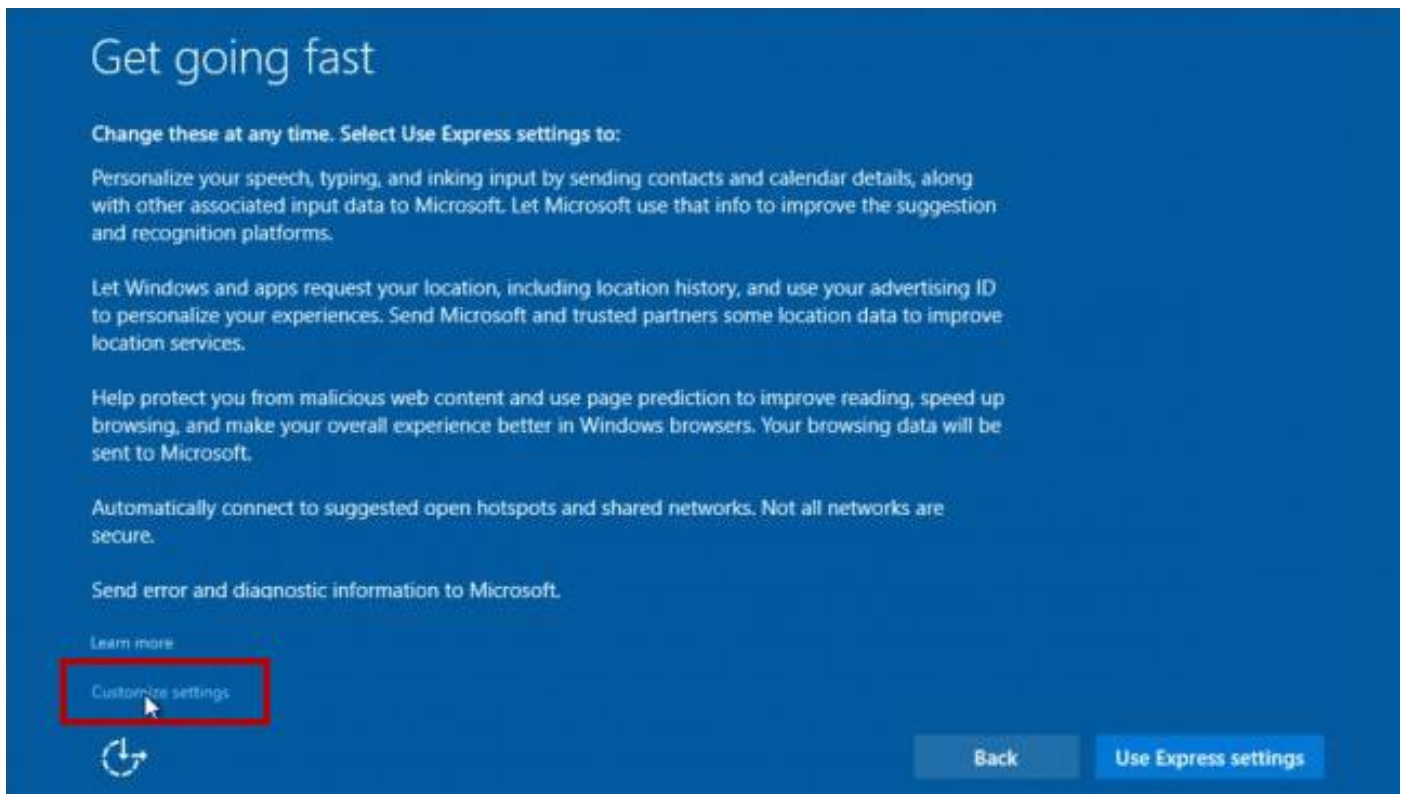 Get going fast
Change these at any time. Select Use Express settings to:
Personalize your speech, typing, and inking input by sending contacts and calendar details, along
with other associated input data to Microsoft. Let Microsoft use that info to improve the suggestion
and recognition platforms.
Let Windows and apps request your location, including location history, and use your advertising ID
to personalize your experiences. Send Microsoft and trusted partners some location data to improve
location services.
Help protect you from malicious web content and use page prediction to improve reading, speed up
browsing, and make your overall experience better in Windows browsers. Your browsing data will be
sent to Microsoft.
Automatically connect to suggested open hotspots and shared networks. Not all networks are
secure.
Send error and diagnostic information to Microsoft.
Learn more
Customize settings
Back
Use Express settings